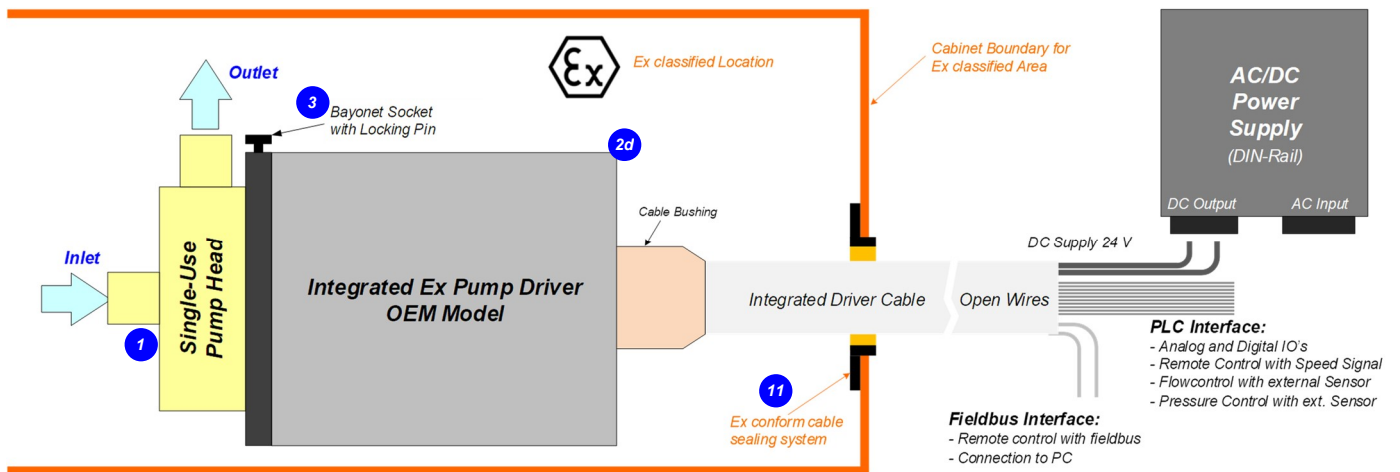 Outlet
3
Bayonet Socket
with Locking Pin
Ex
Ex classified Location
Cabinet Boundary for
Ex classified Area
AC/DC
Power
Supply
(DIN-Rail)
DC Output
AC Input
2d
Cable Bushing
Inlet
1
Single-Use
Pump Head
Integrated Ex Pump Driver
OEM Model
Integrated Driver Cable
Open Wires
DC Supply 24 V
PLC Interface:
- Analog and Digital IO's
- Remote Control with Speed Signal
- Flowcontrol with external Sensor
- Pressure Control with ext. Sensor
11
Ex conform cable
sealing system
Fieldbus Interface:
- Remote control with fieldbus
- Connection to PC